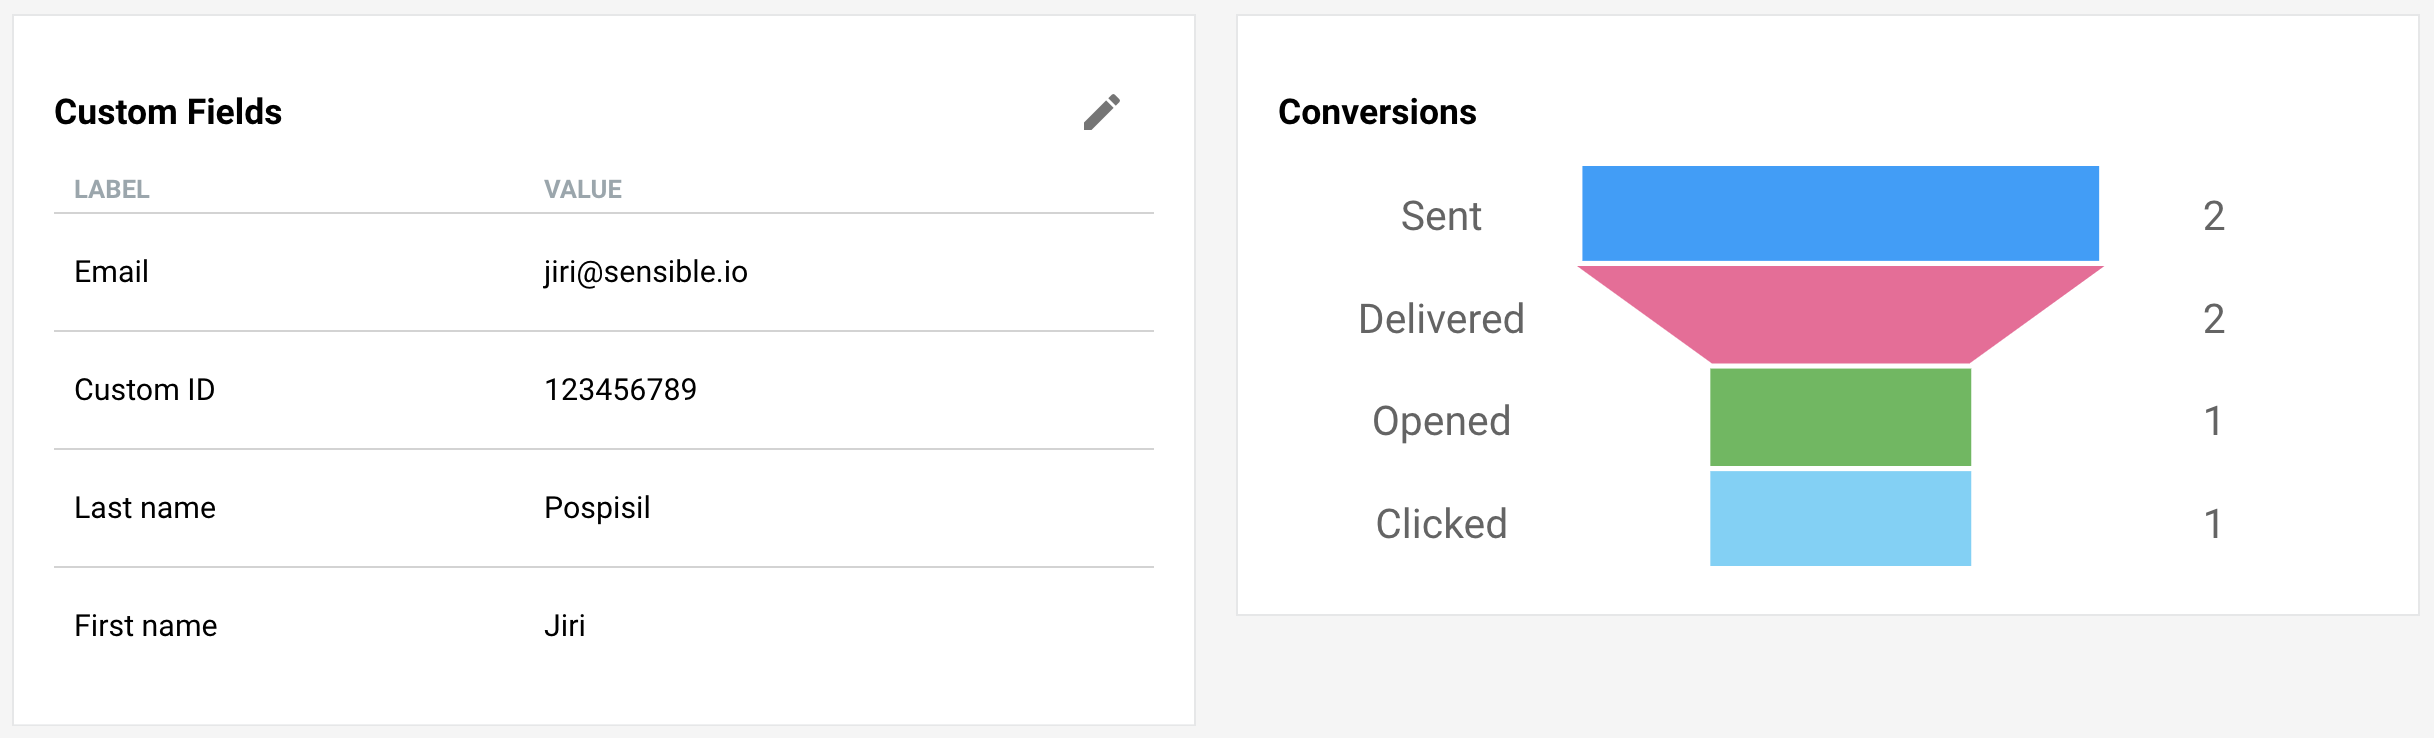 Custom Fields
LABEL VALUE
Email jiri@sensible.io
Custom ID 123456789
Last name Pospisil
First name Jiri
Conversions
Sent 2
Delivered 2
Opened 1
Clicked 1